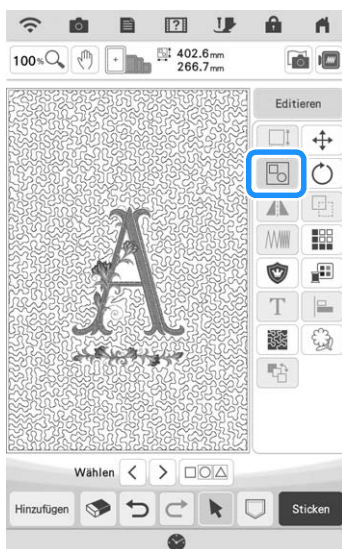 100%
402.6mm
266.7mm
Editieren
A
T
Wählen
Hinzufügen
Sticken